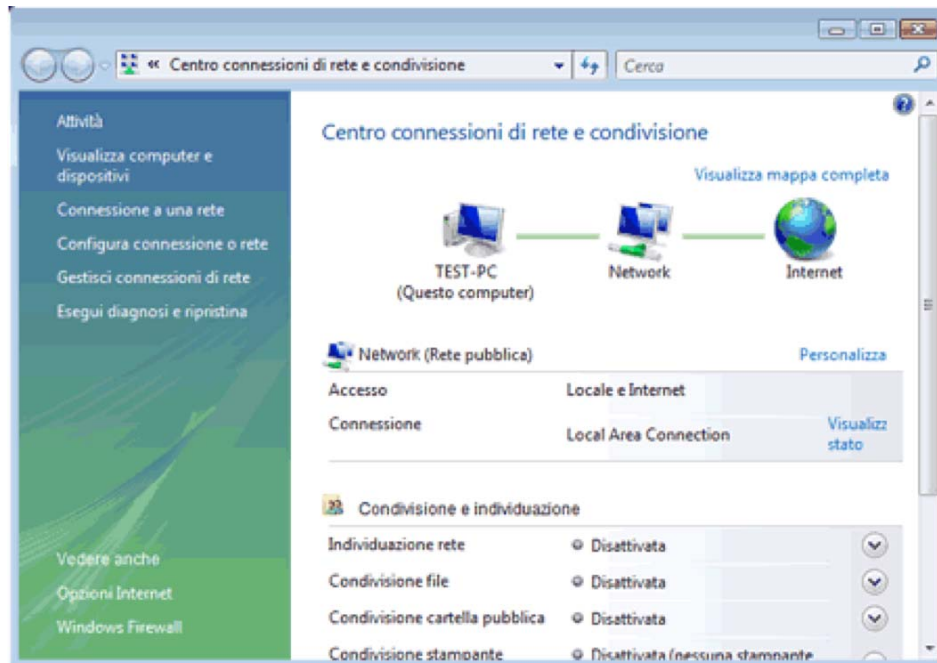 Centro connessioni di rete e condivisione
Cerca
Attività
Visualizza computer e
dispositivi
Connessione a una rete
Configura connessione o rete
Gestisci connessioni di rete
Esegui diagnosi e ripristina
Vedere anche
Opzioni Internet
Windows Firewall
Centro connessioni di rete e condivisione
Visualizza mappa completa
TEST-PC
(Questo computer)
Network
Internet
Network (Rete pubblica)
Personalizza
Accesso
Locale e Internet
Connessione
Local Area Connection
Visualizz
stato
Condivisione e individuazione
Individuazione rete
Disattivata
Condivisione file
Disattivata
Condivisione cartella pubblica
Disattivata
Condivisione stampante
Disattivata (nessuna stampante